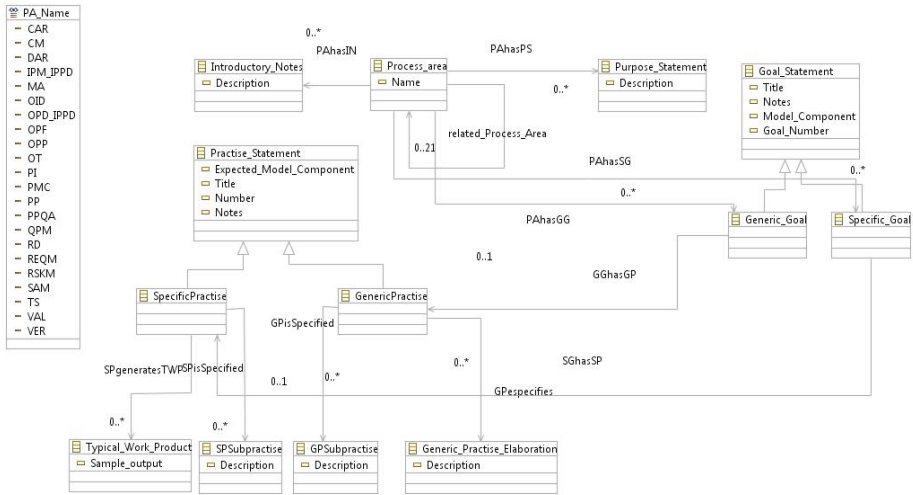 PA_Name
CAR
CM
DAR
IPM_IPPD
MA
OID
OPD_IPPD
OPF
OPP
OT
PI
PMC
PP
PPQA
QPM
RD
REQM
RSKM
SAM
TS
VAL
VER
0..*
PAhasIN
Introductory_Notes
Description
Process_area
Name
PAhasPS
0..*
Purpose_Statement
Description
Goal_Statement
Title
Notes
Model_Component
Goal_Number
related_Process_Area
0..21
PAhasSG
0..*
0..*
PAhasGG
Practise_Statement
Expected_Model_Component
Title
Number
Notes
Generic_Goal
Specific_Goal
0..1
GGhasGP
SpecificPractise
GenericPractise
GPisSpecified
SPgeneratesTWP
SPisSpecified
0..1
0..*
0..*
SGhasSP
GPespecifies
0..*
0..*
Typical_Work_Product
Sample_output
SPSubpractise
Description
GPSubpractise
Description
Generic_Practise_Elaboration
Description